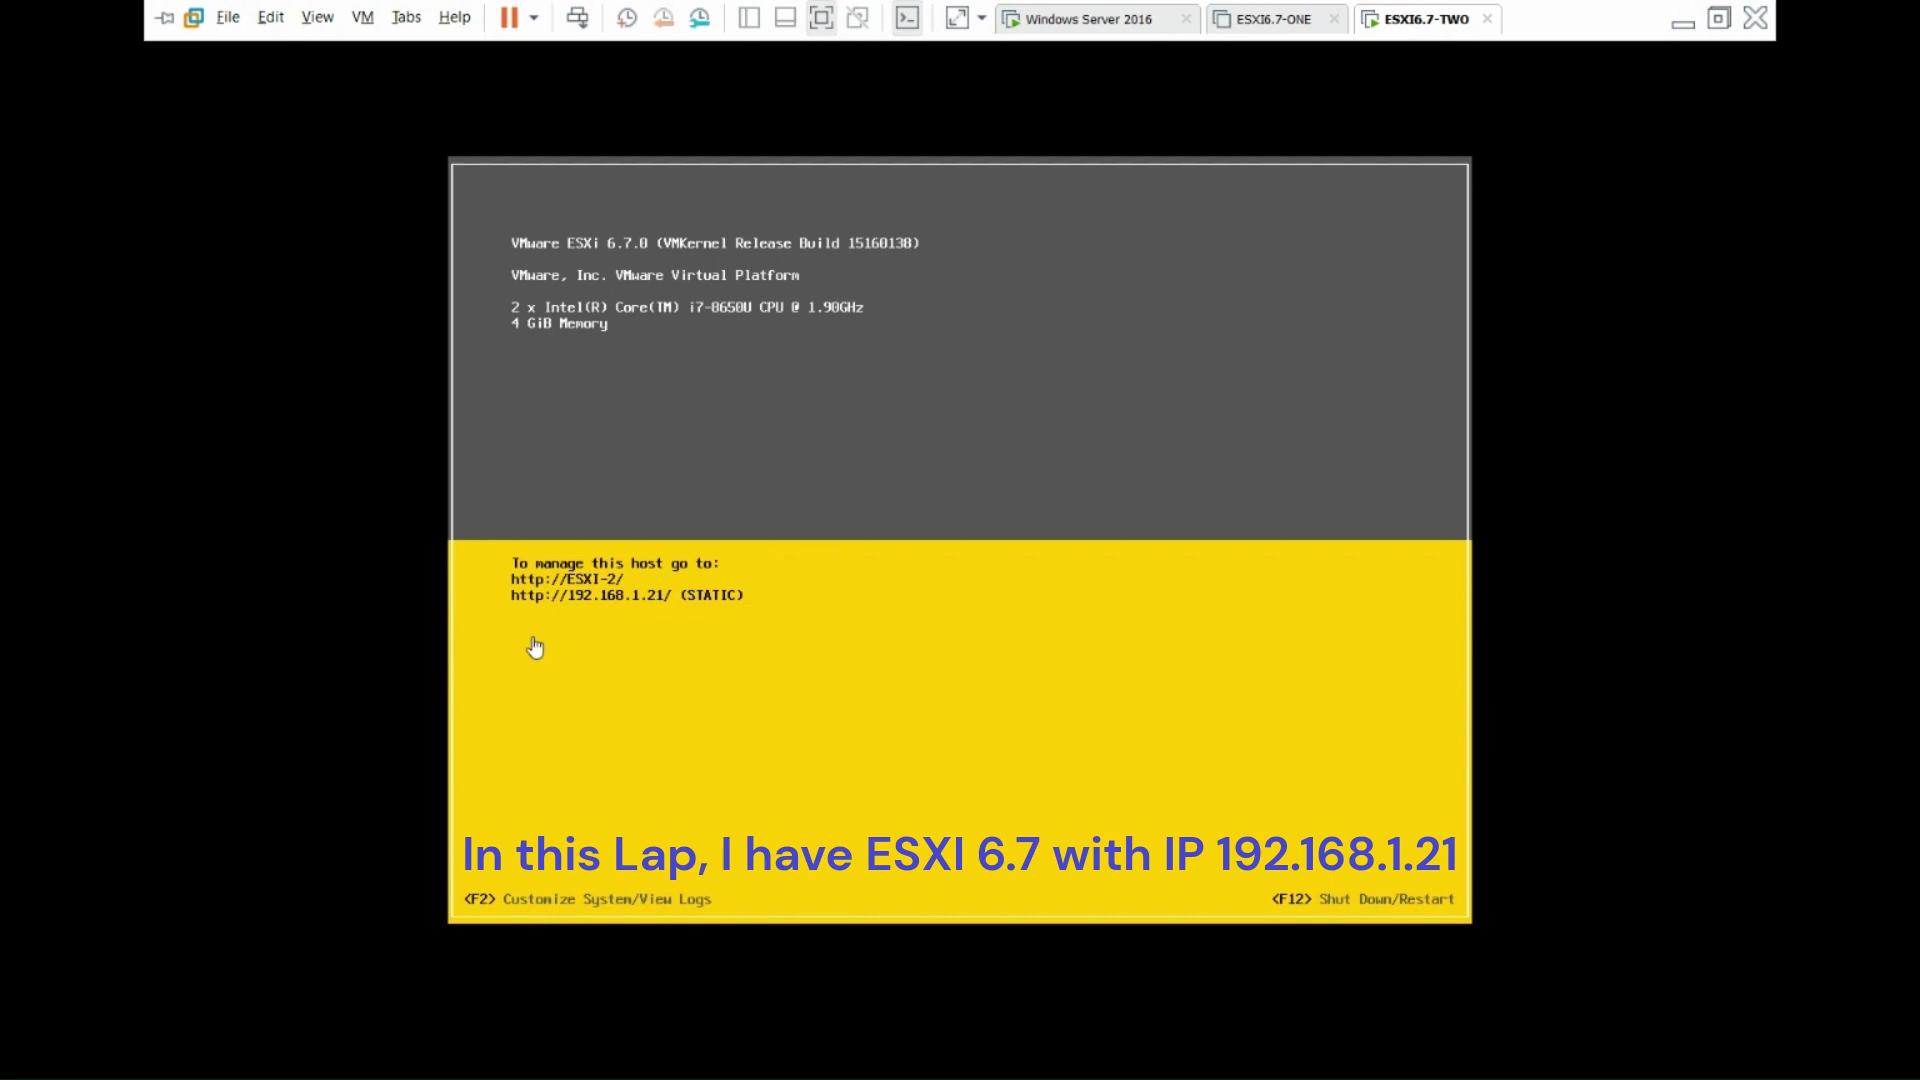 File Edit View VM Tabs Help Windows Server 2016 ESXI6.7-ONE ESXI6.7-TWO
VMware ESXi 6.7.0 (VMKernel Release Build 15160138)
VMware, Inc. VMware Virtual Platform
2 x Intel(R) Core(TM) i7-8650U CPU @ 1.90GHz
4 GiB Memory
To manage this host go to:
http://ESXI-2/
http://192.168.1.21/ (STATIC)
In this Lap, I have ESXI 6.7 with IP 192.168.1.21
<F2> Customize System/View Logs <F12> Shut Down/Restart